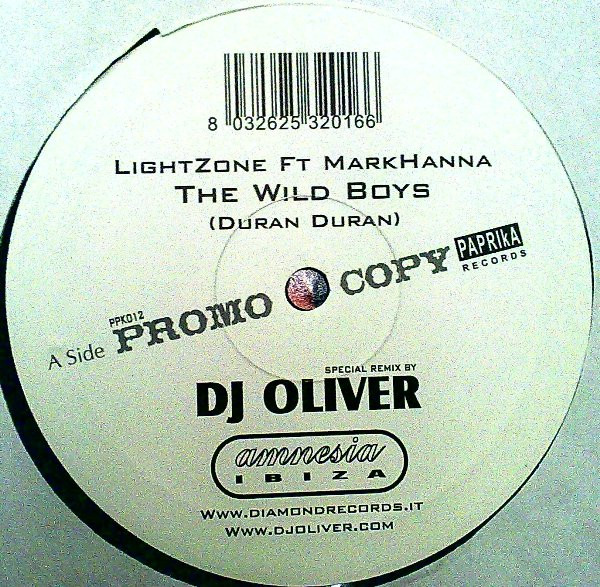 8 032625 320166
LIGHTZONE FT MARKHANNA
THE WILD BOYS
(DURAN DURAN)
PAPRIKA
RECORDS
PPK012
A Side PROMO COPY
SPECIAL REMIX BY
DJ OLIVER
amnesia
IBIZA
WWW.DIAMONDRECORDS.IT
WWW.DJOLIVER.COM